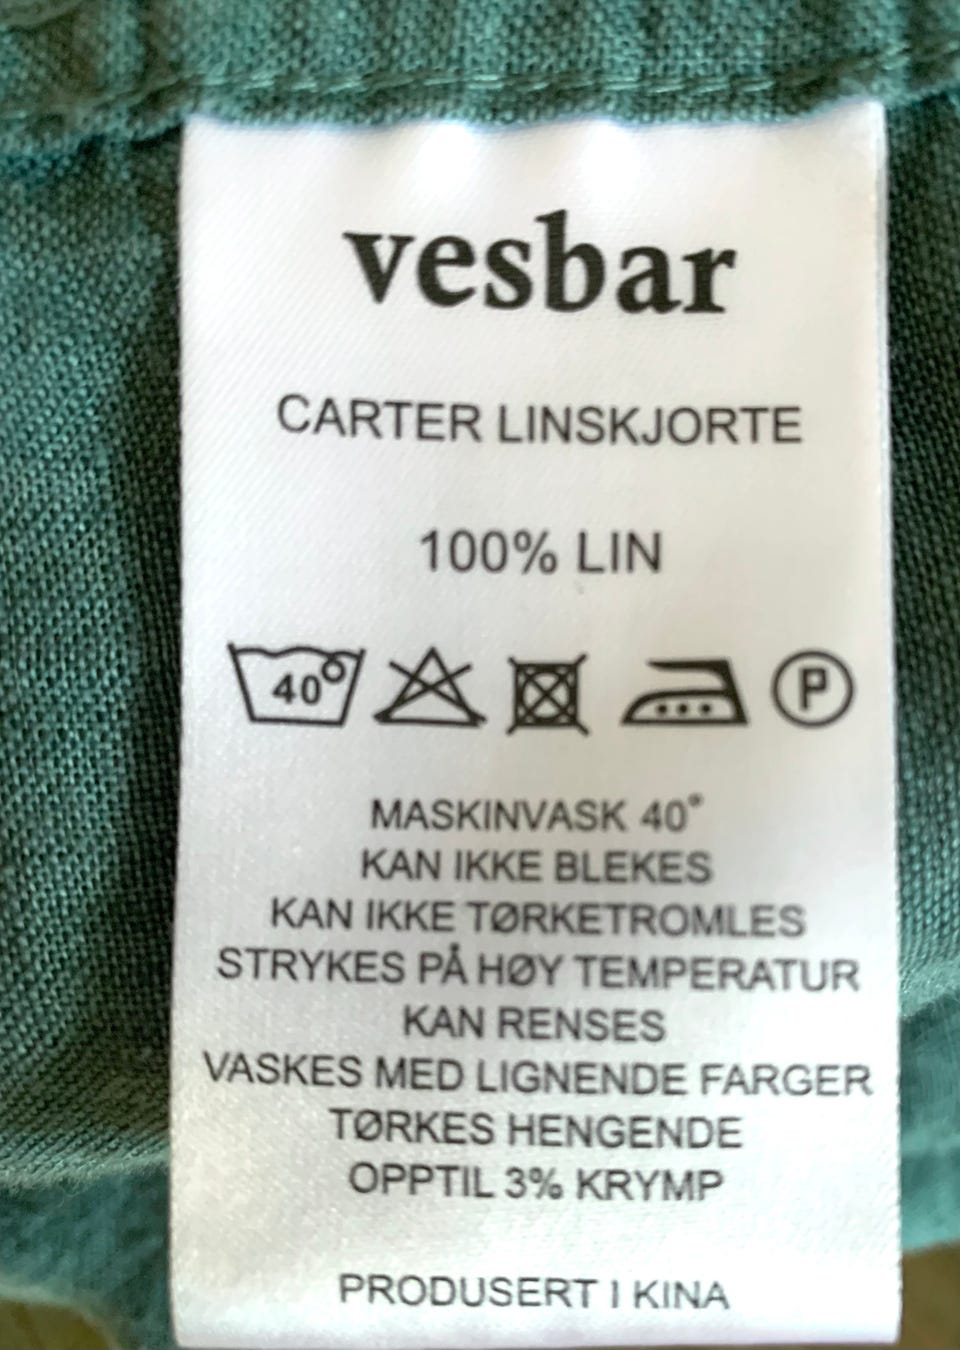 vesbar
CARTER LINSKJORTE
100% LIN
40° P
MASKINVASK 40°
KAN IKKE BLEKES
KAN IKKE TØRKETROMLES
STRYKES PÅ HØY TEMPERATUR
KAN RENSES
VASKES MED LIGNENDE FARGER
TØRKES HENGENDE
OPPTIL 3% KRYMP
PRODUSERT I KINA